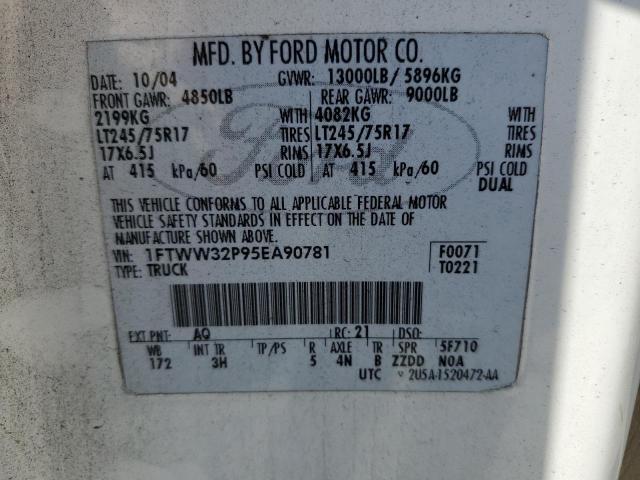 MFD. BY FORD MOTOR CO.
DATE: 10/04 GVWR: 13000LB/ 5896KG
FRONT GAWR: 4850LB REAR GAWR: 9000LB
2199KG WITH 4082KG WITH
LT245/75R17 TIRES LT245/75R17 TIRES
17X6.5J RIMS 17X6.5J RIMS
AT 415 kPa/60 PSI COLD AT 415 kPa/60 PSI COLD
DUAL
THIS VEHICLE CONFORMS TO ALL APPLICABLE FEDERAL MOTOR
VEHICLE SAFETY STANDARDS IN EFFECT ON THE DATE OF
MANUFACTURE SHOWN ABOVE.
VIN: 1FTWW32P95EA90781 F0071
TYPE: TRUCK T0221
EXT PNT: AQ RC: 21 DSO:
WB INT TR TP/PS R AXLE TR SPR 5F710
172 3H 5 4N B ZZDD NOA
UTC 2U5A-1520472-AA
Ford